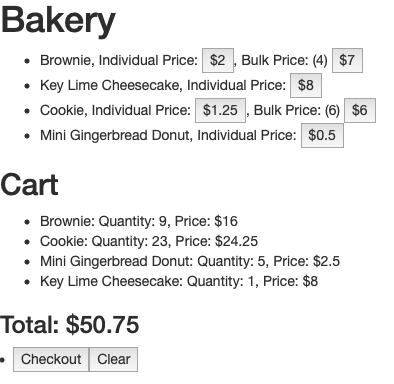 Bakery
Brownie, Individual Price: $2 , Bulk Price: (4) $7
Key Lime Cheesecake, Individual Price: $8
Cookie, Individual Price: $1.25 , Bulk Price: (6) $6
Mini Gingerbread Donut, Individual Price: $0.5
Cart
Brownie: Quantity: 9, Price: $16
Cookie: Quantity: 23, Price: $24.25
Mini Gingerbread Donut: Quantity: 5, Price: $2.5
Key Lime Cheesecake: Quantity: 1, Price: $8
Total: $50.75
Checkout Clear